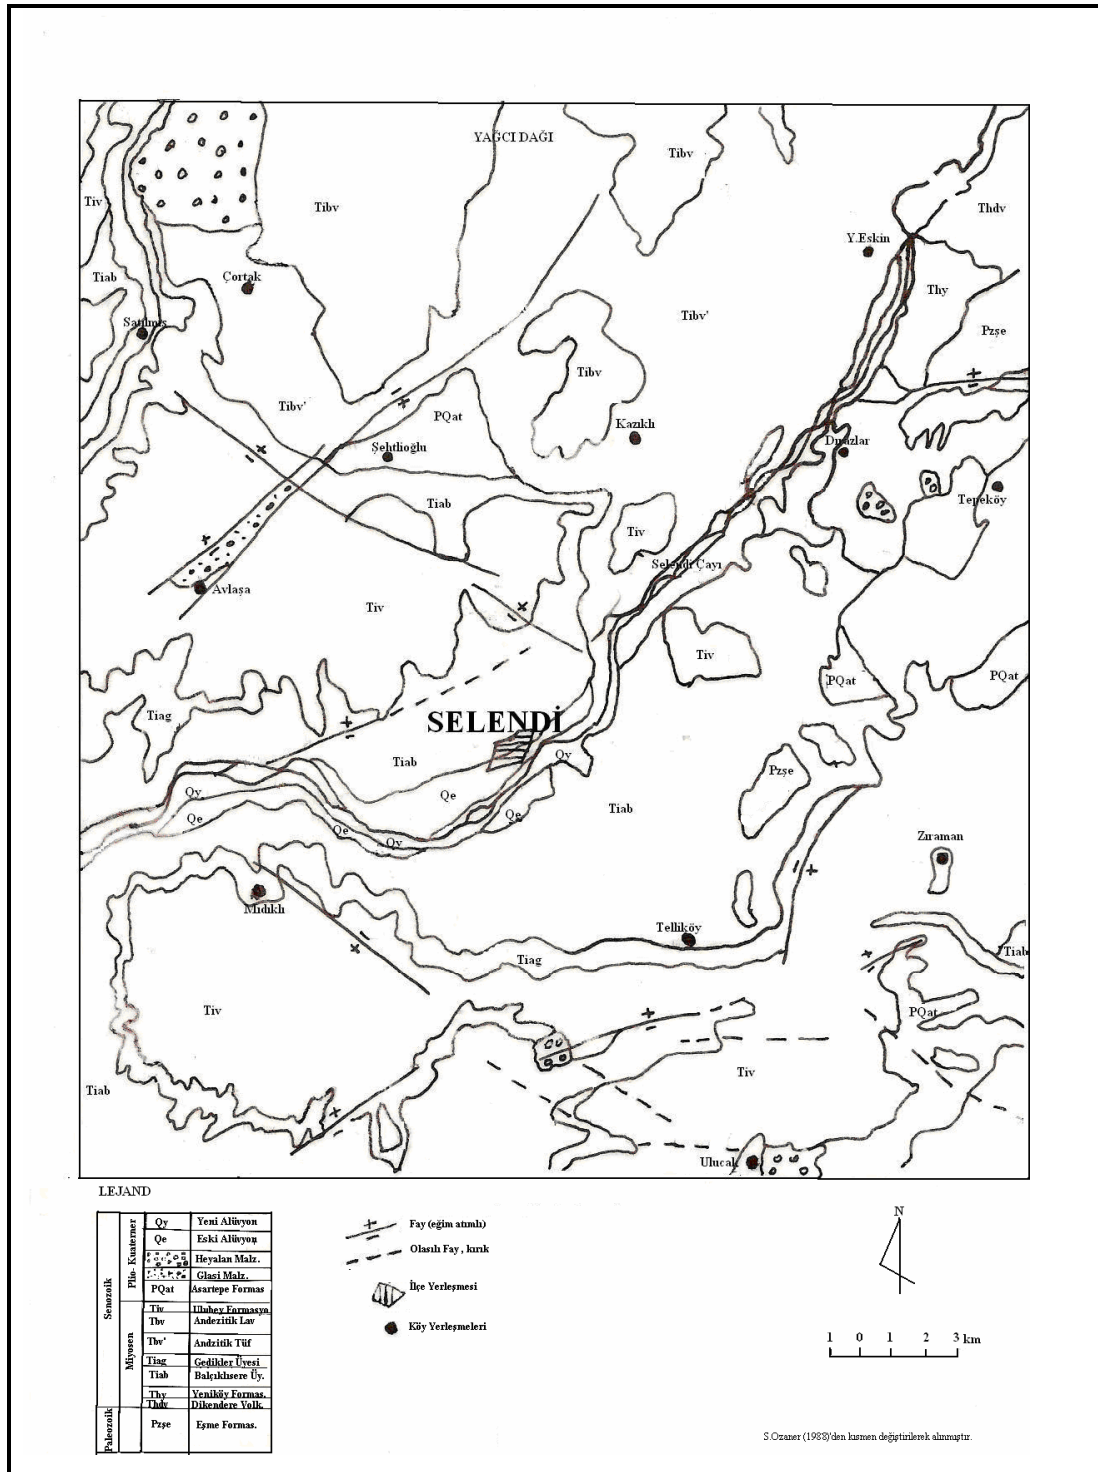 YAĞCI DAĞI
Tibv
Tiv
Tibv
Thdv
Y.Eskin
Tiab
Çortak
Thy
Satılmış
Tibv'
Pzşe
Tibv
Tibv'
PQat
Kazıklı
Şehtlioğlu
Durazlar
Tiab
Tepeköy
Tiv
Selendi Çayı
Avlaşa
Tiv
Tiv
PQat
PQat
Tiag
SELENDİ
Tiab
Qy
Pzşe
Qy
Qe
Qe
Qe
Qe
Qy
Tiab
Zıraman
Mıdıklı
Telliköy
Tiag
Tiab
Tiv
PQat
Tiv
Tiab
Ulucak
LEJAND
Senozoik
Plio- Kuaterner
Qy Yeni Alüvyon
Qe Eski Alüvyon
Heyalan Malz.
Glasi Malz.
PQat Asartepe Formas
Miyosen
Tiv Ulubey Formasyo
Tbv Andezitik Lav
Tbv' Andzitik Tüf
Tiag Gedikler Üyesi
Tiab Balçıklısere Üy.
Thy Yeniköy Formas.
Thdv Dikendere Volk.
Paleozoik
Pzşe Eşme Formas.
Fay (eğim atımlı)
Olasılı Fay , kırık
İlçe Yerleşmesi
Köy Yerleşmeleri
N
1 0 1 2 3 km
S.Ozaner (1988)'den kısmen değiştirilerek alınmıştır.